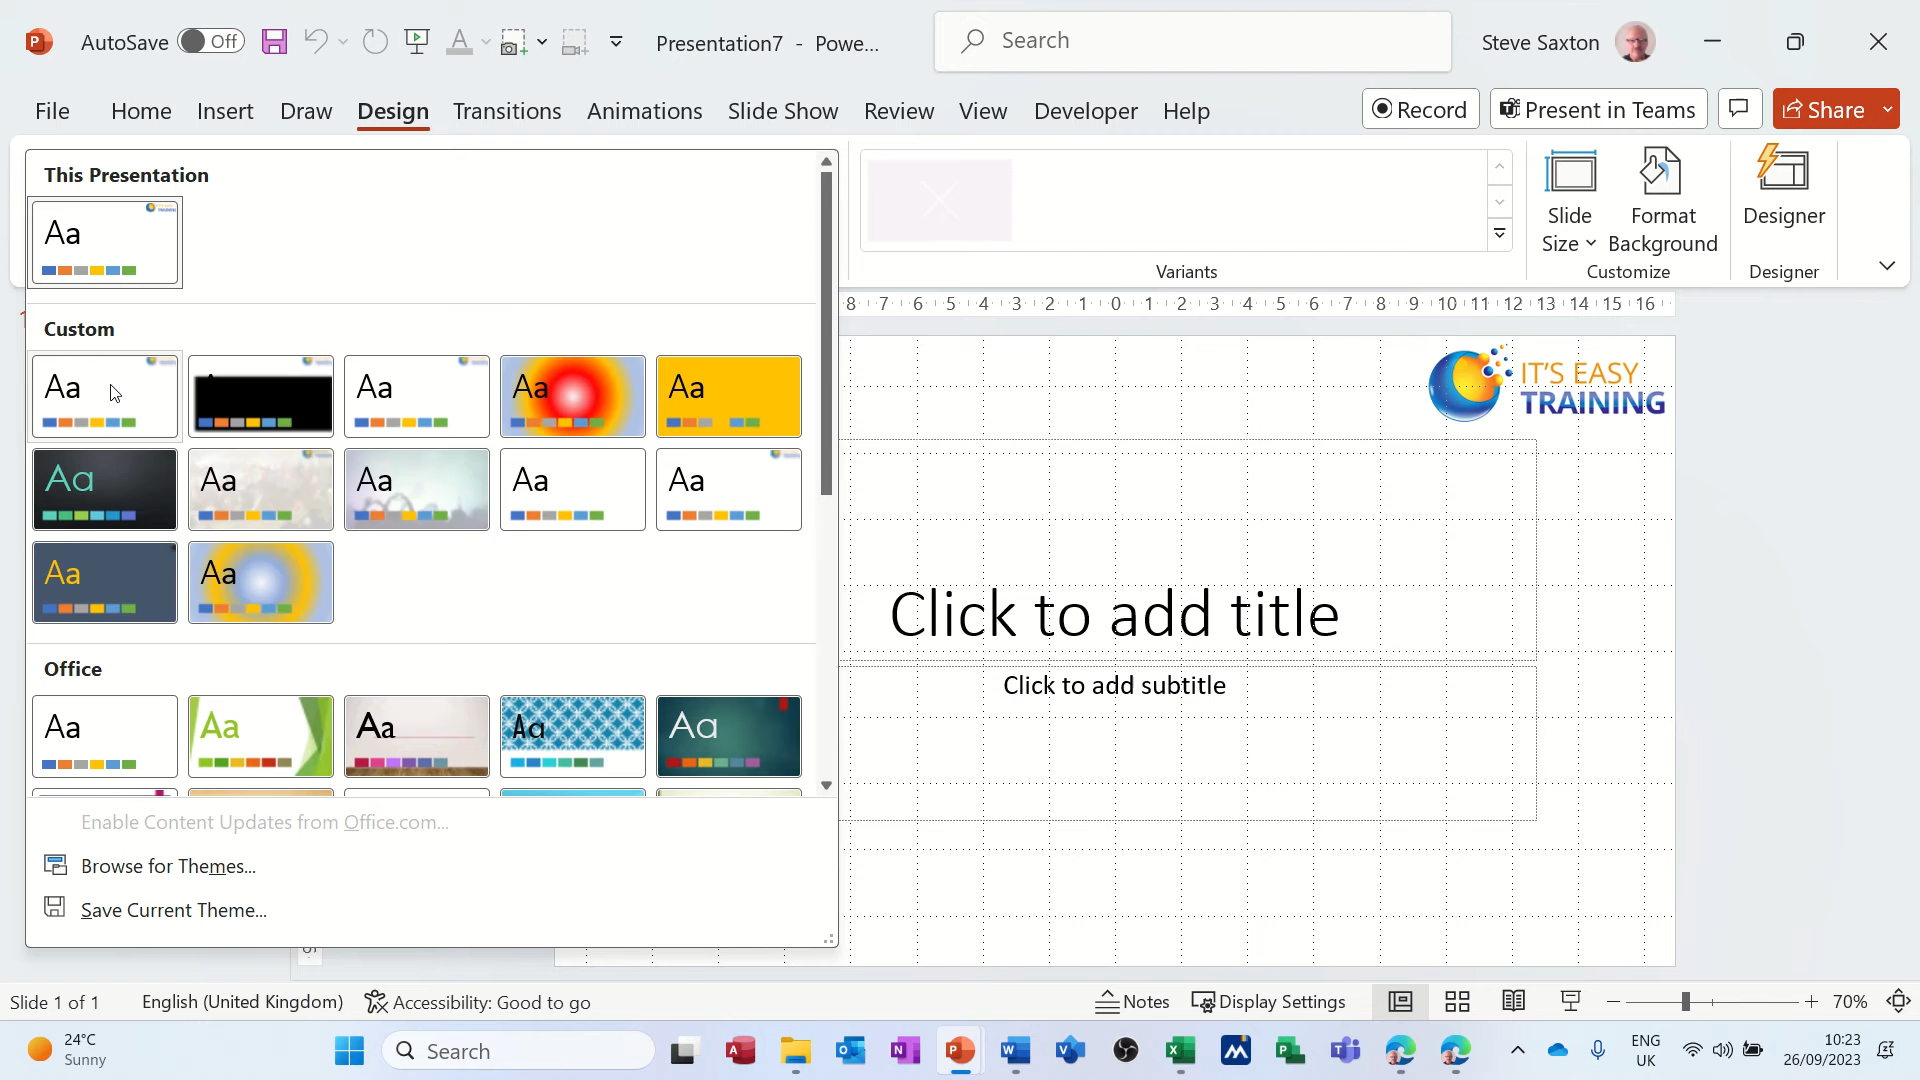 AutoSave Off Presentation7 - Powe... Search Steve Saxton
File Home Insert Draw Design Transitions Animations Slide Show Review View Developer Help Record Present in Teams Share
This Presentation
Aa
Custom
Aa Aa Aa Aa
Aa Aa Aa Aa Aa
Aa Aa
Office
Aa Aa Aa Aa Aa
Enable Content Updates from Office.com...
Browse for Themes...
Save Current Theme...
Variants
Slide Size
Format Background
Customize
Designer
Designer
8 7 6 5 4 3 2 1 0 1 2 3 4 5 6 7 8 9 10 11 12 13 14 15 16
IT'S EASY
TRAINING
Click to add title
Click to add subtitle
Slide 1 of 1 English (United Kingdom) Accessibility: Good to go Notes Display Settings 70%
24°C
Sunny
Search
ENG
UK
10:23
26/09/2023